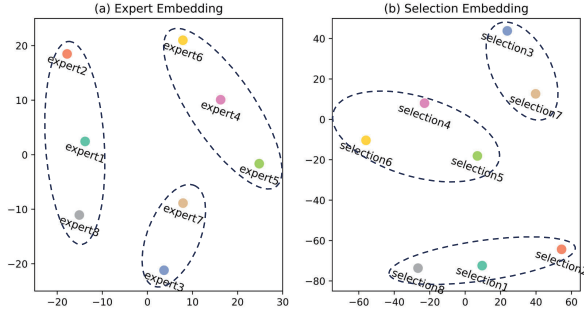 (a) Expert Embedding
20
10
0
−10
−20
−20
−10
0
10
20
30
expert2
expert1
expert8
expert6
expert4
expert5
expert7
expert3
(b) Selection Embedding
40
20
0
−20
−40
−60
−80
−60
−40
−20
0
20
40
60
selection3
selection7
selection4
selection6
selection5
selection2
selection1
selection8